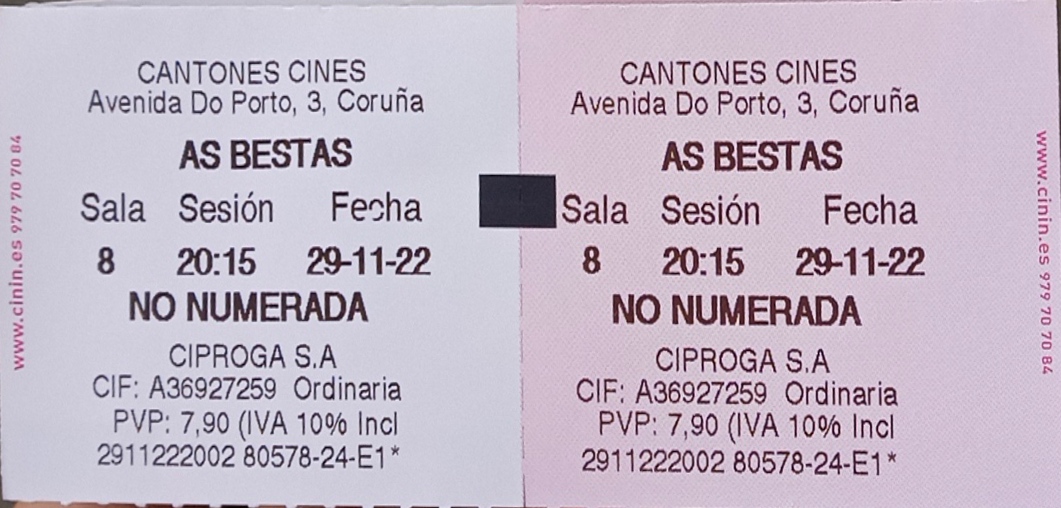 CANTONES CINES
Avenida Do Porto, 3, Coruña
AS BESTAS
Sala Sesión Fecha
8 20:15 29-11-22
NO NUMERADA
CIPROGA S.A
CIF: A36927259 Ordinaria
PVP: 7,90 (IVA 10% Incl
2911222002 80578-24-E1*
www.cinin.es 979 70 70 84
CANTONES CINES
Avenida Do Porto, 3, Coruña
AS BESTAS
Sala Sesión Fecha
8 20:15 29-11-22
NO NUMERADA
CIPROGA S.A
CIF: A36927259 Ordinaria
PVP: 7,90 (IVA 10% Incl
2911222002 80578-24-E1*
www.cinin.es 979 70 70 84